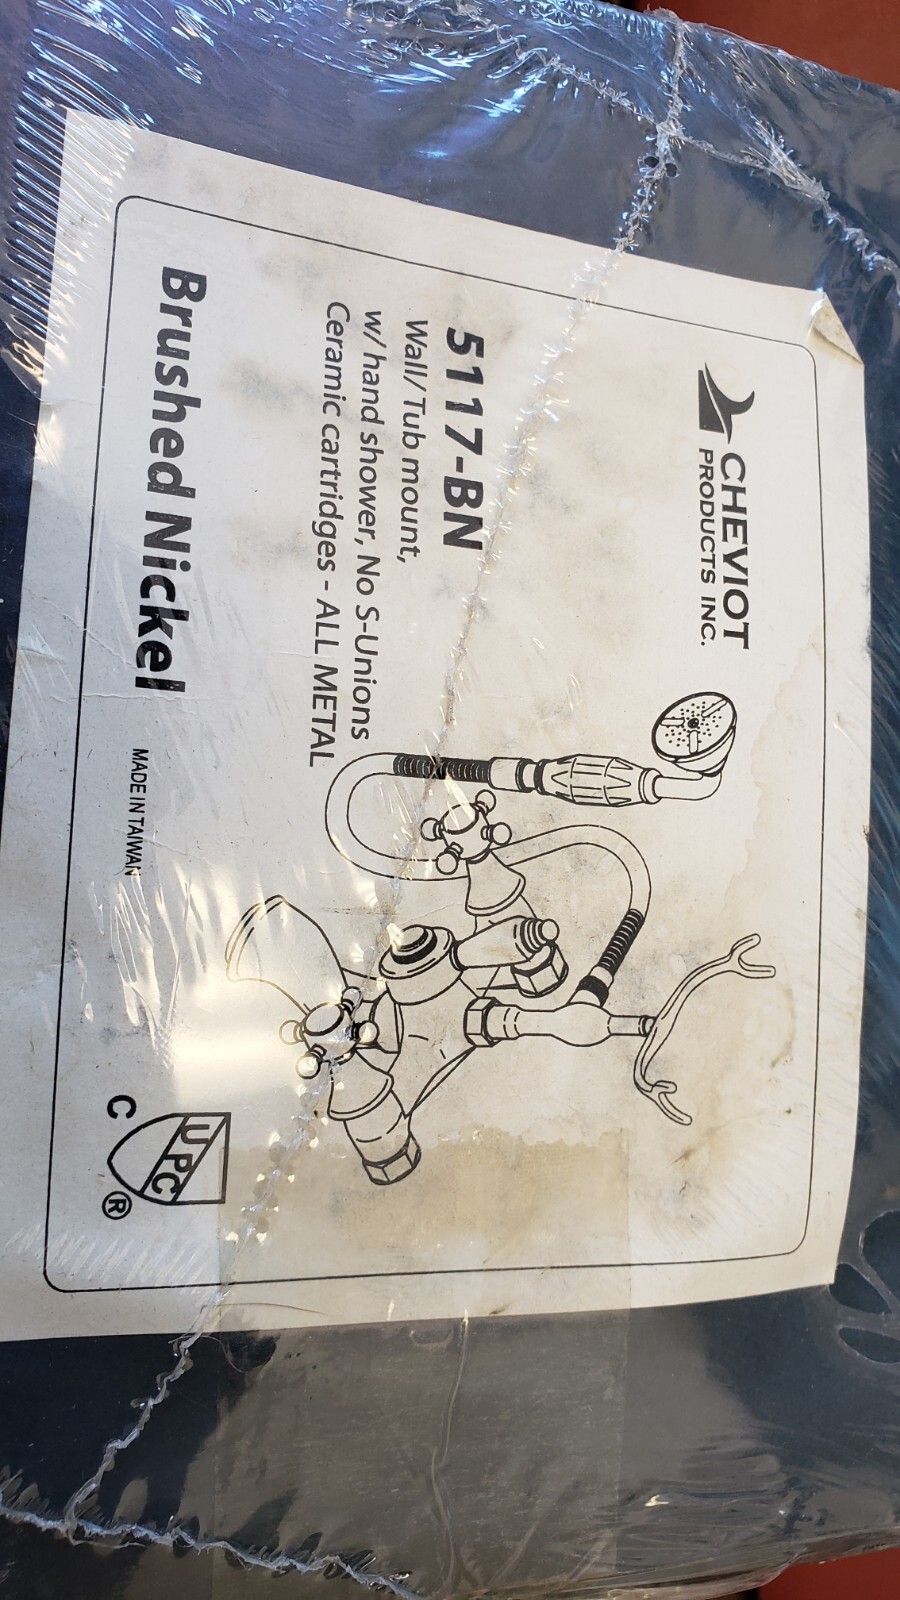 CHEVIOT
PRODUCTS INC.
5117-BN
Wall/Tub mount,
w/ hand shower, No S-Unions
Ceramic cartridges - ALL METAL
Brushed Nickel
MADE IN TAIWAN
UPC
C ®